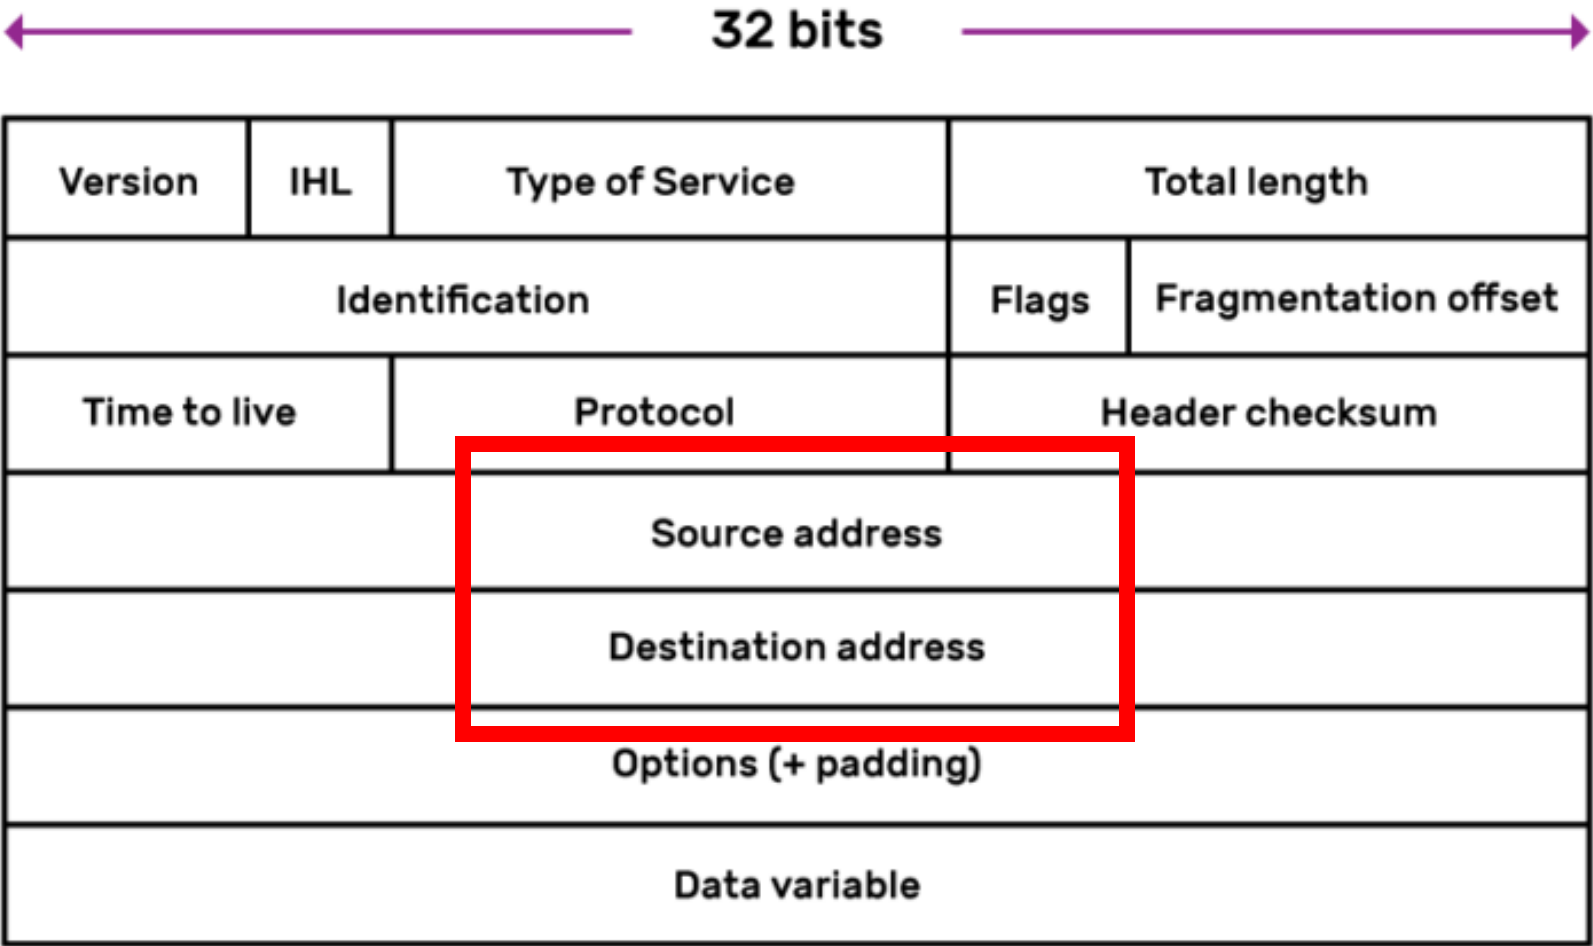 32 bits
Version IHL Type of Service Total length
Identification Flags Fragmentation offset
Time to live Protocol Header checksum
Source address
Destination address
Options (+ padding)
Data variable